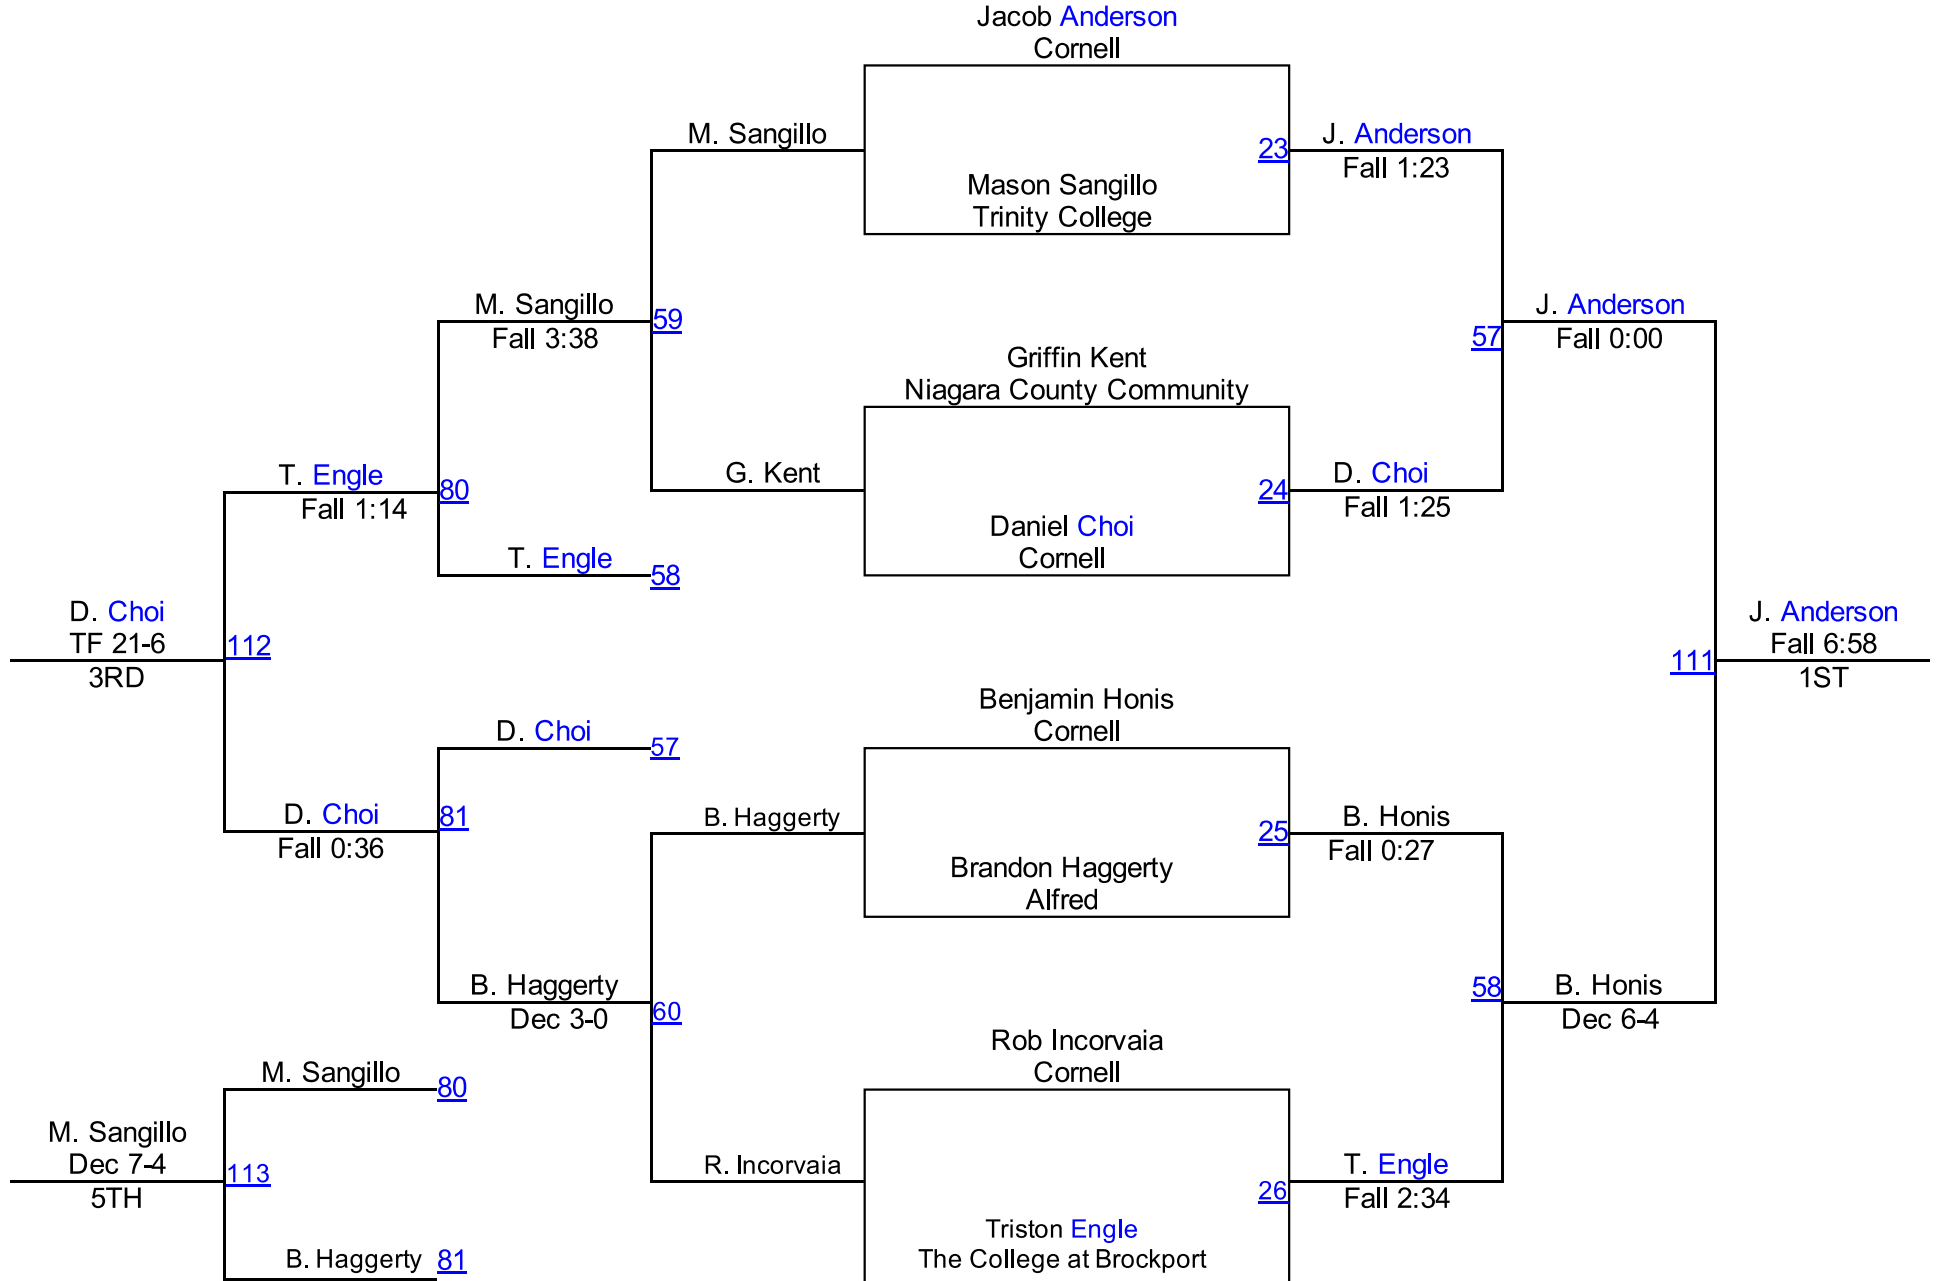 Jacob Anderson
Cornell
M. Sangillo
23
J. Anderson
Fall 1:23
Mason Sangillo
Trinity College
M. Sangillo
Fall 3:38
59
J. Anderson
Fall 0:00
57
Griffin Kent
Niagara County Community
T. Engle
Fall 1:14
80
G. Kent
24
D. Choi
Fall 1:25
Daniel Choi
Cornell
T. Engle
58
D. Choi
TF 21-6
3RD
112
J. Anderson
Fall 6:58
1ST
111
Benjamin Honis
Cornell
D. Choi
57
D. Choi
Fall 0:36
81
B. Haggerty
25
B. Honis
Fall 0:27
Brandon Haggerty
Alfred
B. Haggerty
Dec 3-0
60
58
B. Honis
Dec 6-4
Rob Incorvaia
Cornell
M. Sangillo
80
M. Sangillo
Dec 7-4
5TH
113
R. Incorvaia
26
T. Engle
Fall 2:34
Triston Engle
The College at Brockport
B. Haggerty
81